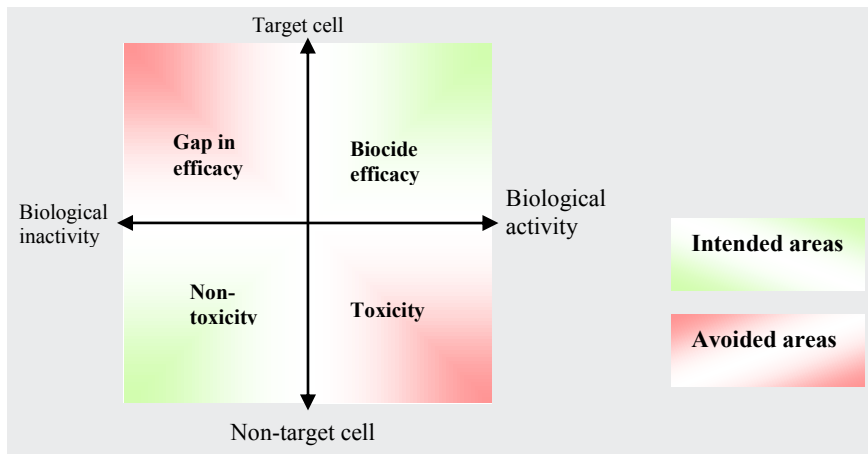 Target cell
Gap in
efficacy
Biocide
efficacy
Biological
inactivity
Biological
activity
Intended areas
Non-
toxicity
Toxicity
Avoided areas
Non-target cell